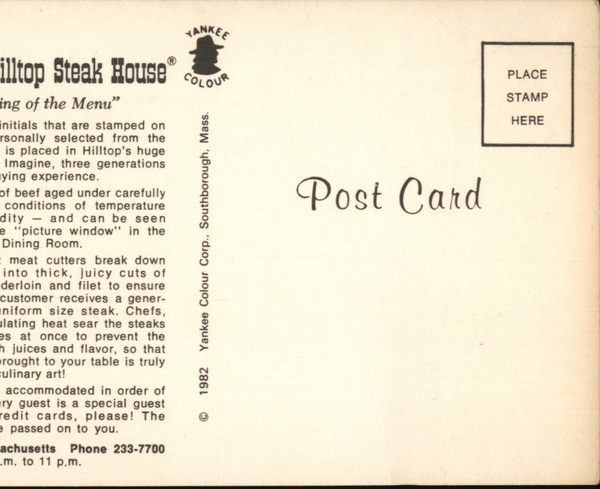 illtop Steak House®
ing of the Menu"
initials that are stamped on
rsonally selected from the
is placed in Hilltop's huge
Imagine, three generations
ying experience.
of beef aged under carefully
conditions of temperature
dity — and can be seen
e "picture window" in the
Dining Room.
meat cutters break down
into thick, juicy cuts of
derloin and filet to ensure
customer receives a gener-
uniform size steak. Chefs,
ulating heat sear the steaks
es at once to prevent the
h juices and flavor, so that
brought to your table is truly
culinary art!
accommodated in order of
ry guest is a special guest
redit cards, please! The
e passed on to you.
achusetts Phone 233-7700
.m. to 11 p.m.
YANKEE
COLOUR
© 1982 Yankee Colour Corp., Southborough, Mass.
Post Card
PLACE
STAMP
HERE